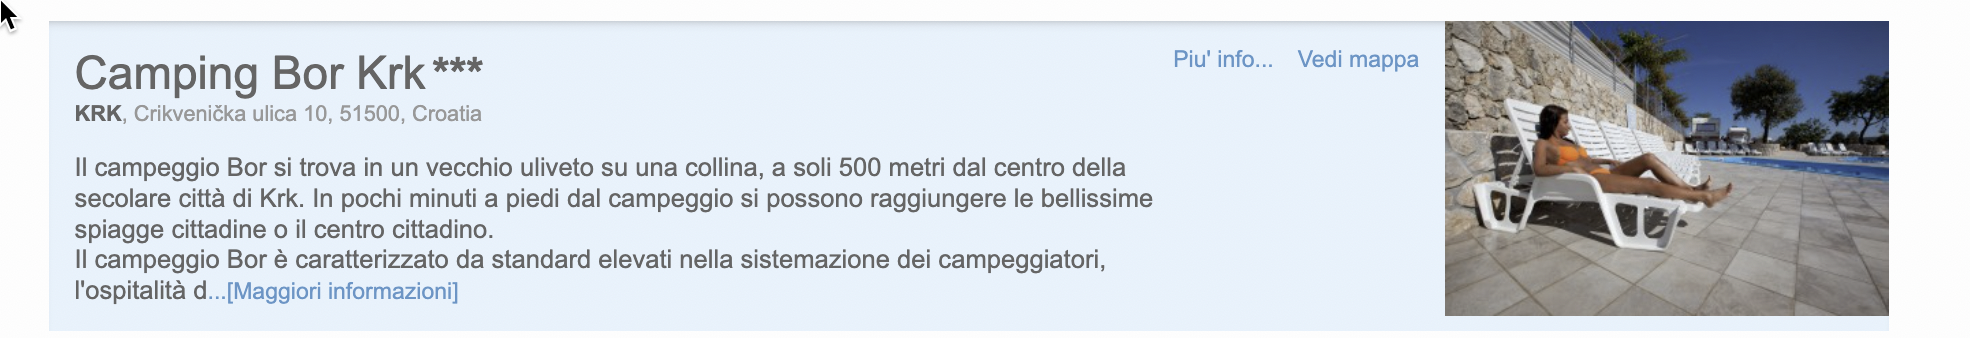 Camping Bor Krk ***
Piu' info... Vedi mappa
KRK, Crikvenička ulica 10, 51500, Croatia
Il campeggio Bor si trova in un vecchio uliveto su una collina, a soli 500 metri dal centro della
secolare città di Krk. In pochi minuti a piedi dal campeggio si possono raggiungere le bellissime
spiagge cittadine o il centro cittadino.
Il campeggio Bor è caratterizzato da standard elevati nella sistemazione dei campeggiatori,
l'ospitalità d...[Maggiori informazioni]